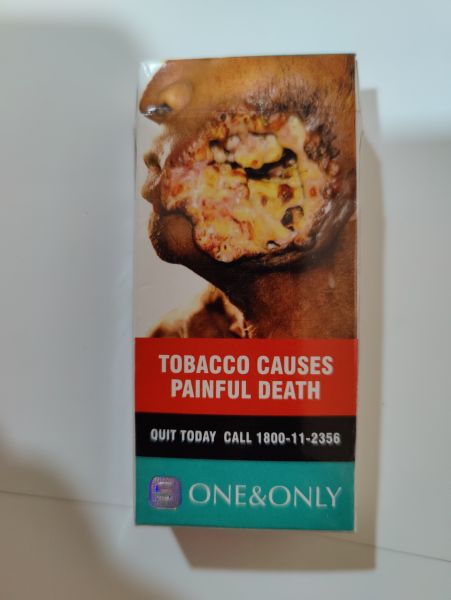 TOBACCO CAUSES
PAINFUL DEATH
QUIT TODAY CALL 1800-11-2356
ONE&ONLY